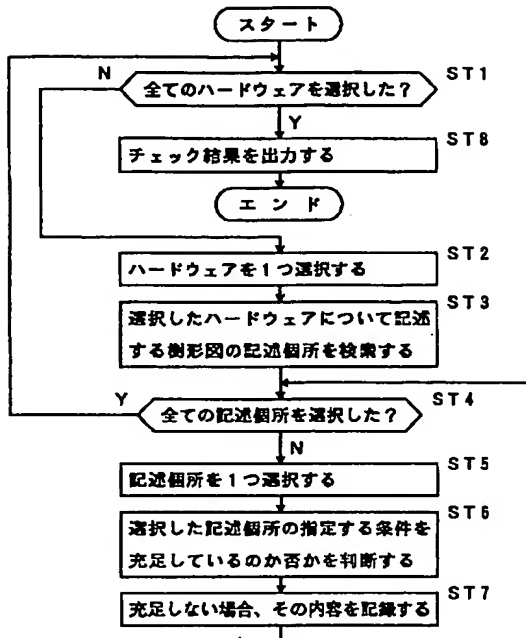 スタート
N
全てのハードウェアを選択した？
ST1
Y
チェック結果を出力する
ST8
エンド
ハードウェアを1つ選択する
ST2
選択したハードウェアについて記述
する樹形図の記述個所を検索する
ST3
Y
全ての記述個所を選択した？
ST4
N
記述個所を1つ選択する
ST5
選択した記述個所の指定する条件を
充足しているのか否かを判断する
ST6
充足しない場合、その内容を記録する
ST7